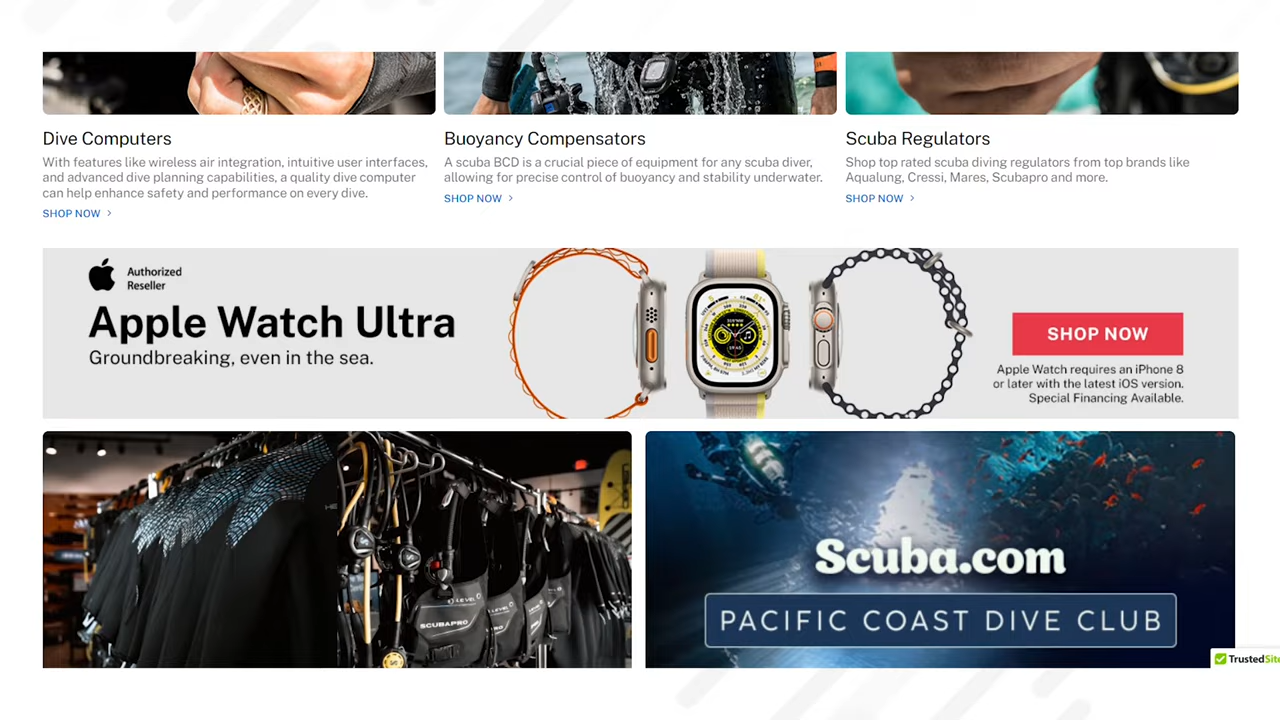 Dive Computers
With features like wireless air integration, intuitive user interfaces,
and advanced dive planning capabilities, a quality dive computer
can help enhance safety and performance on every dive.
SHOP NOW
Buoyancy Compensators
A scuba BCD is a crucial piece of equipment for any scuba diver,
allowing for precise control of buoyancy and stability underwater.
SHOP NOW
Scuba Regulators
Shop top rated scuba diving regulators from top brands like
Aqualung, Cressi, Mares, Scubapro and more.
SHOP NOW
Authorized
Reseller
Apple Watch Ultra
Groundbreaking, even in the sea.
SHOP NOW
Apple Watch requires an iPhone 8
or later with the latest iOS version.
Special Financing Available.
LEVEL
SCUBAPRO
Scuba.com
PACIFIC COAST DIVE CLUB
TrustedSite